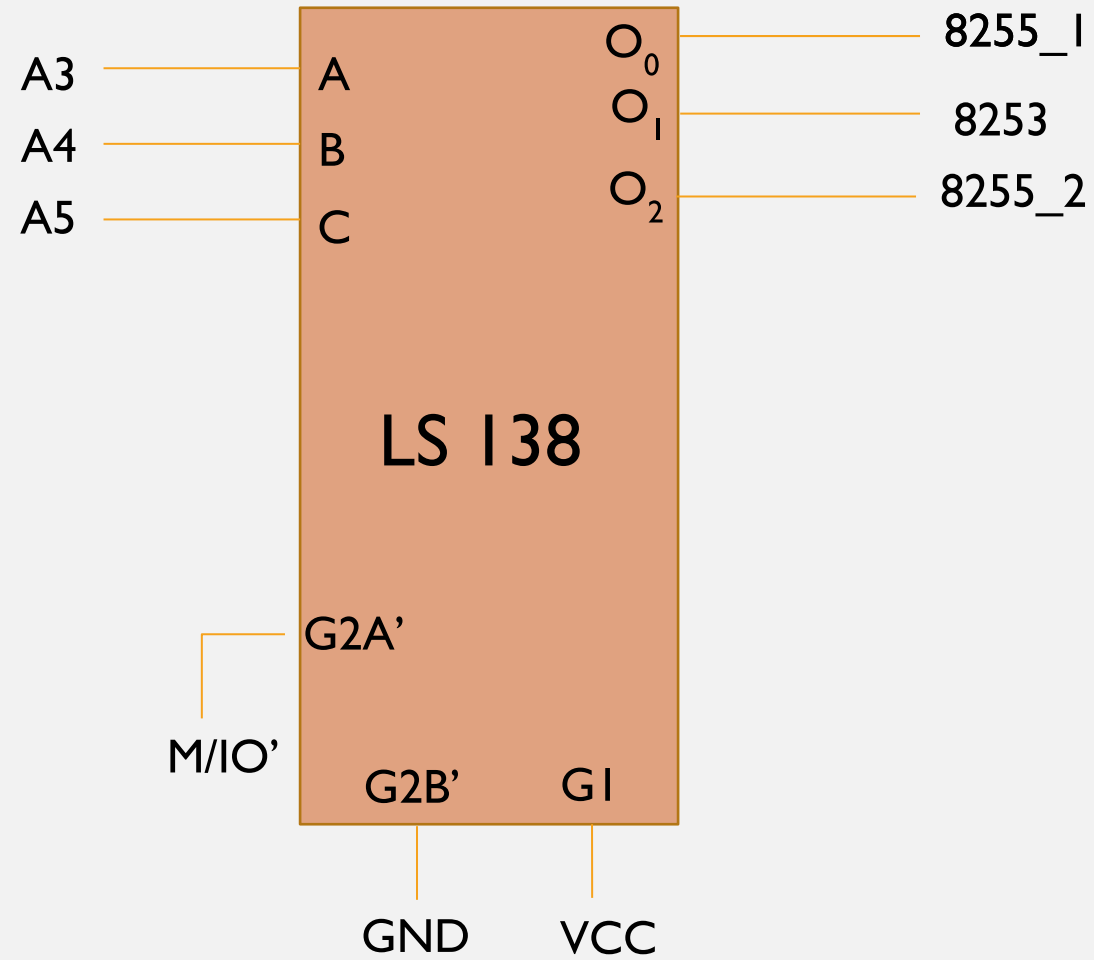 A3
A4
A5
A
B
C
O0
O1
O2
8255_1
8253
8255_2
LS 138
G2A’
M/IO’
G2B’
G1
GND
VCC